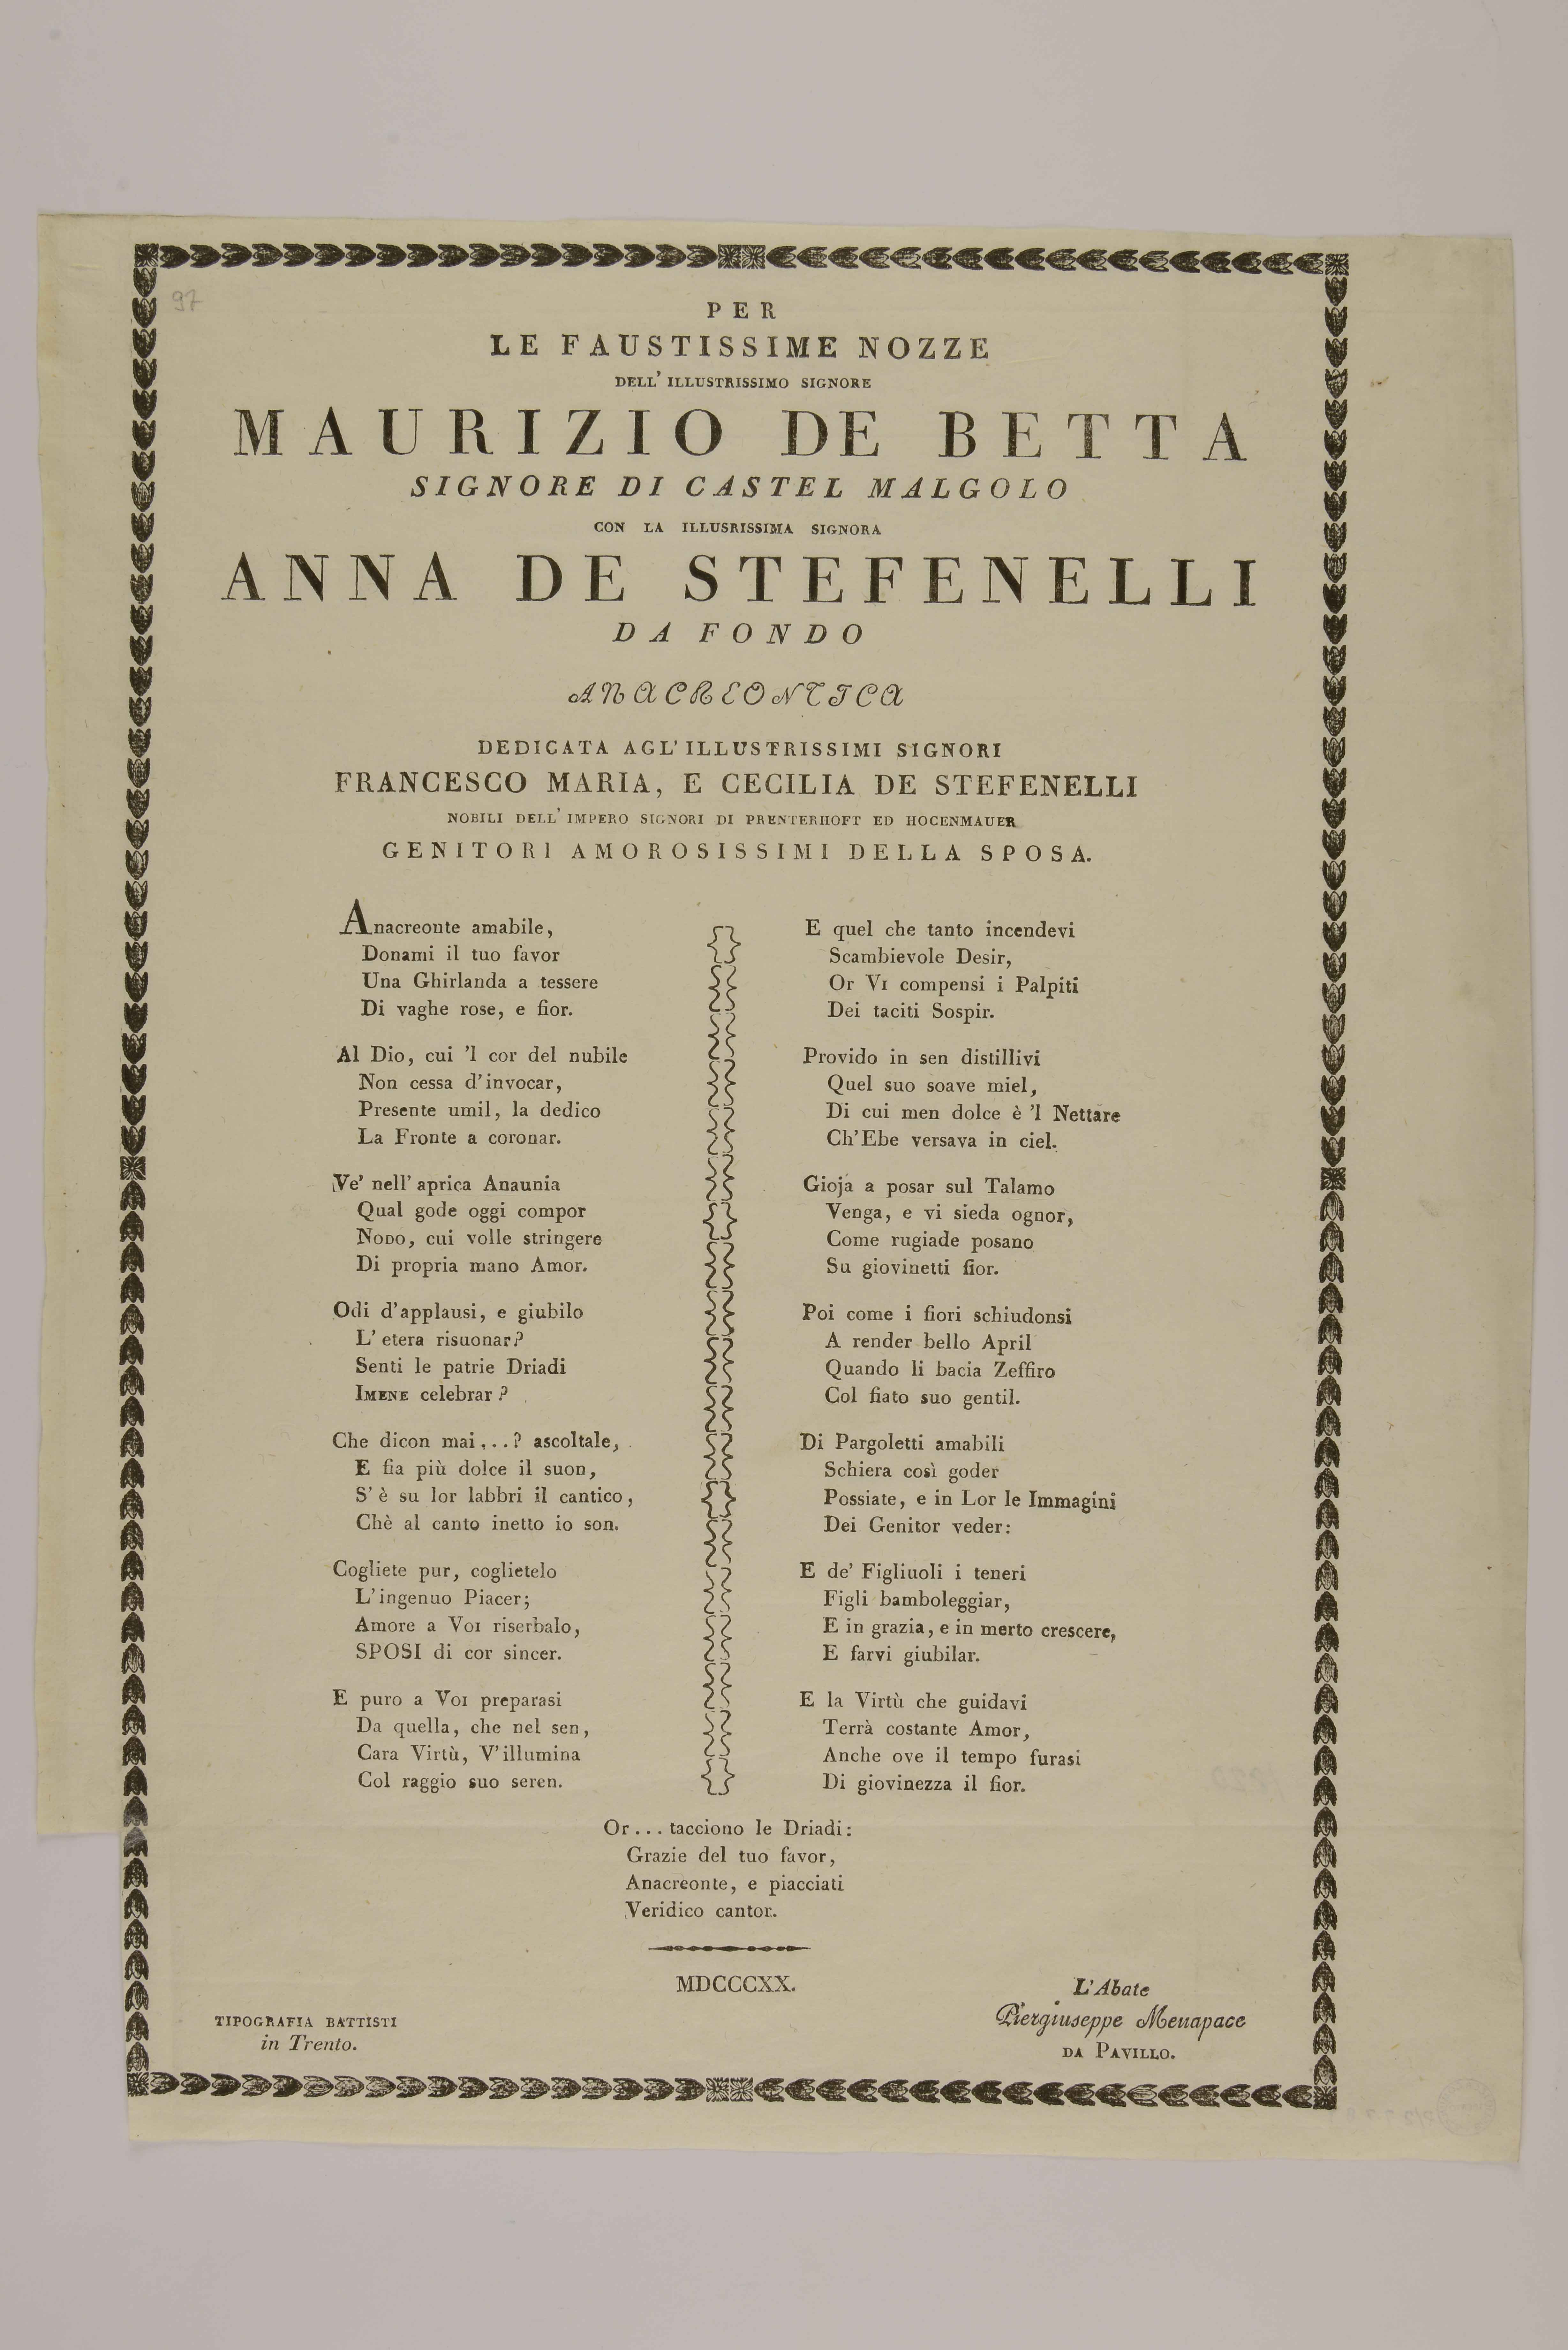 97
PER
LE FAUSTISSIME NOZZE
DELL' ILLUSTRISSIMO SIGNORE
MAURIZIO DE BETTA
SIGNORE DI CASTEL MALGOLO
CON LA ILLUSRISSIMA SIGNORA
ANNA DE STEFENELLI
DA FONDO
ANACREONTICA
DEDICATA AGL' ILLUSTRISSIMI SIGNORI
FRANCESCO MARIA, E CECILIA DE STEFENELLI
NOBILI DELL' IMPERO SIGNORI DI PRENTERHOFT ED HOCENMAUER
GENITORI AMOROSISSIMI DELLA SPOSA.
Anacreonte amabile,
Donami il tuo favor
Una Ghirlanda a tessere
Di vaghe rose, e fior.
Al Dio, cui 'l cor del nubile
Non cessa d'invocar,
Presente umil, la dedico
La Fronte a coronar.
Ve' nell' aprica Anaunia
Qual gode oggi compor
NODO, cui volle stringere
Di propria mano Amor.
Odi d'applausi, e giubilo
L' etera risuonar?
Senti le patrie Driadi
IMENE celebrar?
Che dicon mai...? ascoltale,
E fia più dolce il suon,
S' è su lor labbri il cantico,
Chè al canto inetto io son.
Cogliete pur, coglietelo
L' ingenuo Piacer;
Amore a VOI riserbalo,
SPOSI di cor sincer.
E puro a VOI preparasi
Da quella, che nel sen,
Cara Virtù, V' illumina
Col raggio suo seren.
E quel che tanto incendevi
Scambievole Desir,
Or VI compensi i Palpiti
Dei taciti Sospir.
Provido in sen distillivi
Quel suo soave miel,
Di cui men dolce è 'l Nettare
Ch' Ebe versava in ciel.
Gioja a posar sul Talamo
Venga, e vi sieda ognor,
Come rugiade posano
Su giovinetti fior.
Poi come i fiori schiudonsi
A render bello April
Quando li bacia Zeffiro
Col fiato suo gentil.
Di Pargoletti amabili
Schiera così goder
Possiate, e in Lor le Immagini
Dei Genitor veder:
E de' Figliuoli i teneri
Figli bamboleggiar,
E in grazia, e in merto crescere,
E farvi giubilar.
E la Virtù che guidavi
Terrà costante Amor,
Anche ove il tempo furasi
Di giovinezza il fior.
Or... tacciono le Driadi:
Grazie del tuo favor,
Anacreonte, e piacciati
Veridico cantor.
MDCCCXX.
L'Abate
Piergiuseppe Menapace
DA PAVILLO.
TIPOGRAFIA BATTISTI
in Trento.